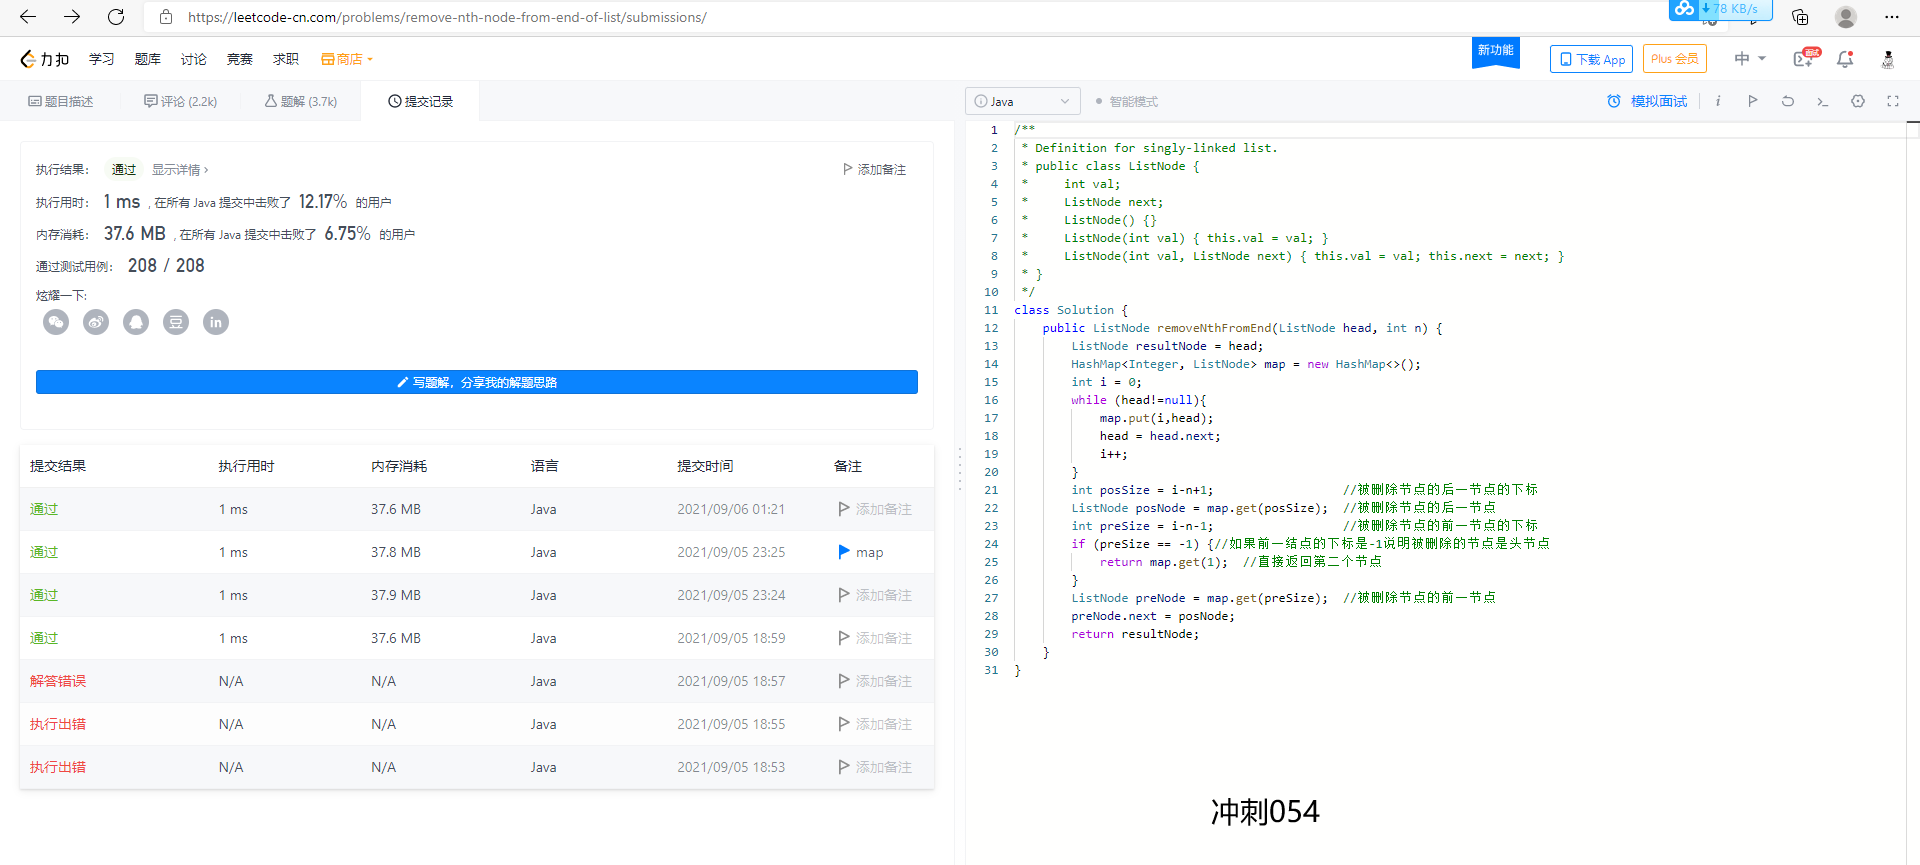 https://leetcode-cn.com/problems/remove-nth-node-from-end-of-list/submissions/
78 KB/s
力扣 学习 题库 讨论 竞赛 求职 商店
新功能
下载 App
Plus 会员
中
面试
题目描述 评论 (2.2k) 题解 (3.7k) 提交记录
执行结果： 通过 显示详情 ›
添加备注
执行用时： 1 ms , 在所有 Java 提交中击败了 12.17% 的用户
内存消耗： 37.6 MB , 在所有 Java 提交中击败了 6.75% 的用户
通过测试用例： 208 / 208
炫耀一下:
豆 in
写题解，分享我的解题思路
提交结果 执行用时 内存消耗 语言 提交时间 备注
通过 1 ms 37.6 MB Java 2021/09/06 01:21 添加备注
通过 1 ms 37.8 MB Java 2021/09/05 23:25 map
通过 1 ms 37.9 MB Java 2021/09/05 23:24 添加备注
通过 1 ms 37.6 MB Java 2021/09/05 18:59 添加备注
解答错误 N/A N/A Java 2021/09/05 18:57 添加备注
执行出错 N/A N/A Java 2021/09/05 18:55 添加备注
执行出错 N/A N/A Java 2021/09/05 18:53 添加备注
Java 智能模式
模拟面试
1 /**
2  * Definition for singly-linked list.
3  * public class ListNode {
4  *     int val;
5  *     ListNode next;
6  *     ListNode() {}
7  *     ListNode(int val) { this.val = val; }
8  *     ListNode(int val, ListNode next) { this.val = val; this.next = next; }
9  * }
10  */
11 class Solution {
12     public ListNode removeNthFromEnd(ListNode head, int n) {
13         ListNode resultNode = head;
14         HashMap<Integer, ListNode> map = new HashMap<>();
15         int i = 0;
16         while (head!=null){
17             map.put(i,head);
18             head = head.next;
19             i++;
20         }
21         int posSize = i-n+1;                  //被删除节点的后一节点的下标
22         ListNode posNode = map.get(posSize);  //被删除节点的后一节点
23         int preSize = i-n-1;                  //被删除节点的前一节点的下标
24         if (preSize == -1) {//如果前一结点的下标是-1说明被删除的节点是头节点
25             return map.get(1);  //直接返回第二个节点
26         }
27         ListNode preNode = map.get(preSize);  //被删除节点的前一节点
28         preNode.next = posNode;
29         return resultNode;
30     }
31 }
冲刺054